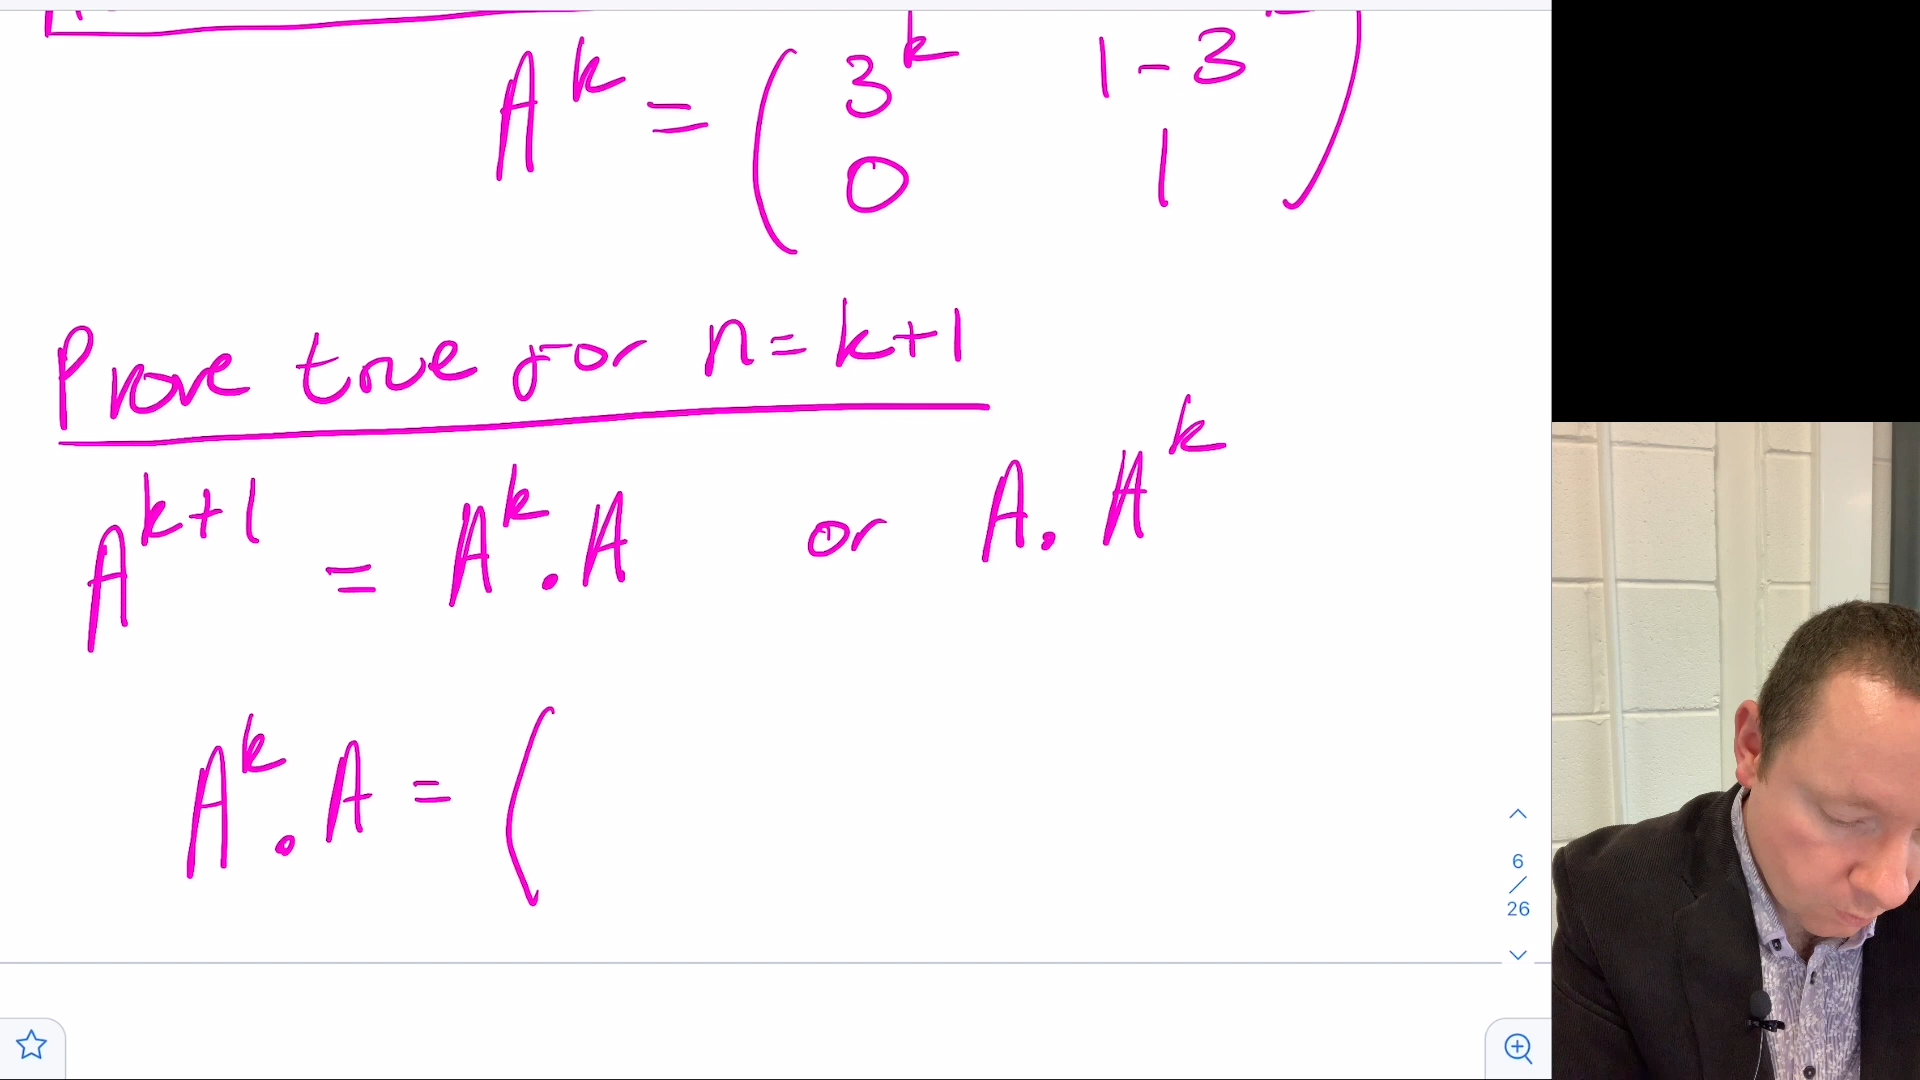 A^k = ( 3^k 1-3
0 1 )
Prove true for n=k+1
A^k+1 = A^k . A or A. A^k
A^k . A = (
6
/
26